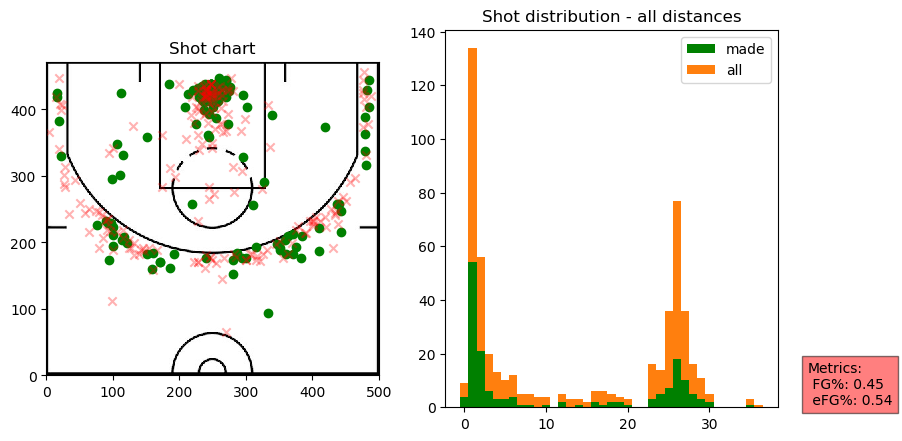 Shot chart
400
300
200
100
0
0 100 200 300 400 500
Shot distribution - all distances
140
120
100
80
60
40
20
0
0 10 20 30
made
all
Metrics:
FG%: 0.45
eFG%: 0.54